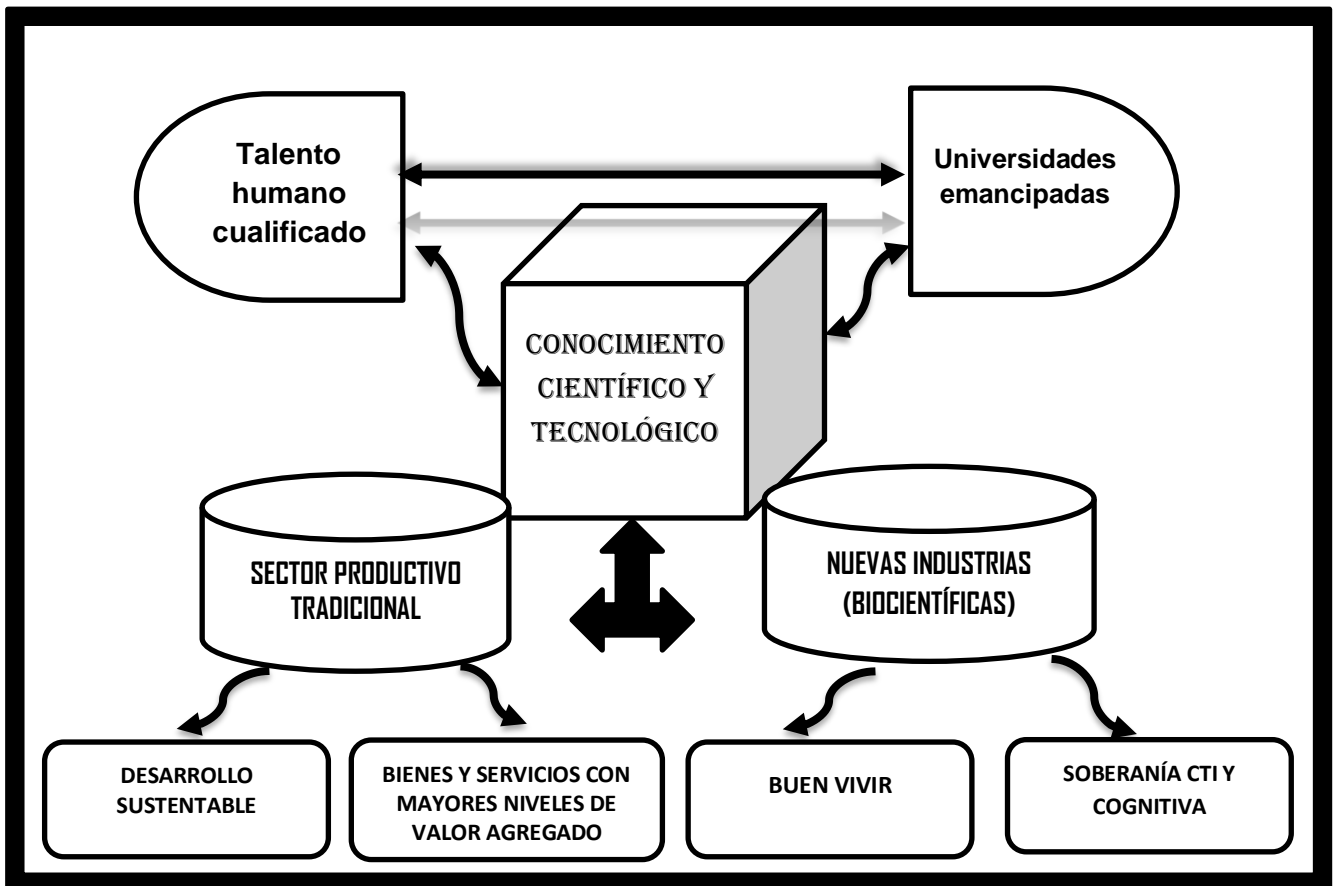 Talento
humano
cualificado
Universidades
emancipadas
CONOCIMIENTO
CIENTÍFICO Y
TECNOLÓGICO
SECTOR PRODUCTIVO
TRADICIONAL
NUEVAS INDUSTRIAS
(BIOCIENTÍFICAS)
DESARROLLO
SUSTENTABLE
BIENES Y SERVICIOS CON
MAYORES NIVELES DE
VALOR AGREGADO
BUEN VIVIR
SOBERANÍA CTI Y
COGNITIVA